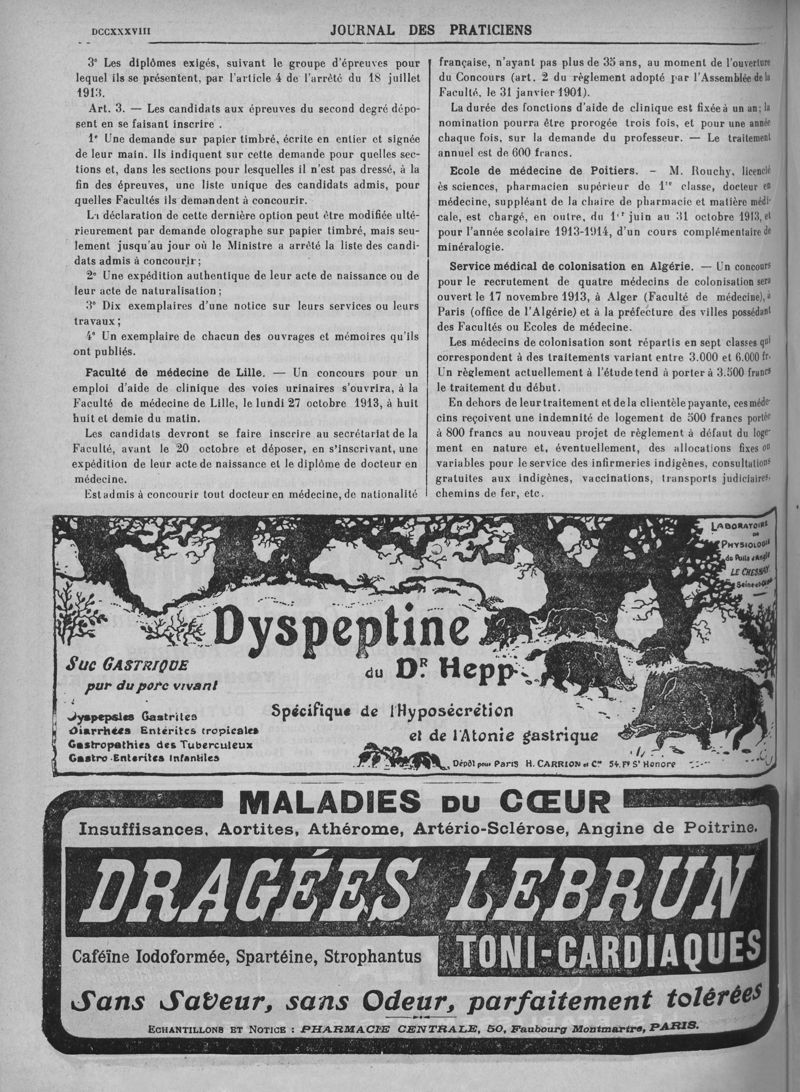 DCCXXXVIII
JOURNAL DES PRATICIENS
3° Les diplômes exigés, suivant le groupe d'épreuves pour
lequel ils se présentent, par l'article 4 de l'arrêté du 18 juillet
1913.
Art. 3. — Les candidats aux épreuves du second degré dépo-
sent en se faisant inscrire .
1° Une demande sur papier timbré, écrite en entier et signée
de leur main. Ils indiquent sur cette demande pour quelles sec-
tions et, dans les sections pour lesquelles il n'est pas dressé, à la
fin des épreuves, une liste unique des candidats admis, pour
quelles Facultés ils demandent à concourir.
La déclaration de cette dernière option peut être modifiée ulté-
rieurement par demande olographe sur papier timbré, mais seu-
lement jusqu'au jour où le Ministre a arrêté la liste des candi-
dats admis à concourir ;
2° Une expédition authentique de leur acte de naissance ou de
leur acte de naturalisation ;
3° Dix exemplaires d'une notice sur leurs services ou leurs
travaux ;
4° Un exemplaire de chacun des ouvrages et mémoires qu'ils
ont publiés.
Faculté de médecine de Lille. — Un concours pour un
emploi d'aide de clinique des voies urinaires s'ouvrira, à la
Faculté de médecine de Lille, le lundi 27 octobre 1913, à huit
huit et demie du matin.
Les candidats devront se faire inscrire au secrétariat de la
Faculté, avant le 20 octobre et déposer, en s'inscrivant, une
expédition de leur acte de naissance et le diplôme de docteur en
médecine.
Est admis à concourir tout docteur en médecine, de nationalité
française, n'ayant pas plus de 35 ans, au moment de l'ouverture
du Concours (art. 2 du règlement adopté par l'Assemblée de la
Faculté, le 31 janvier 1901).
La durée des fonctions d'aide de clinique est fixée à un an; la
nomination pourra être prorogée trois fois, et pour une année
chaque fois, sur la demande du professeur. — Le traitement
annuel est de 600 francs.
Ecole de médecine de Poitiers. – M. Rouchy, licencié
ès sciences, pharmacien supérieur de 1re classe, docteur en
médecine, suppléant de la chaire de pharmacie et matière médi-
cale, est chargé, en outre, du 1er juin au 31 octobre 1913, et
pour l'année scolaire 1913-1914, d'un cours complémentaire de
minéralogie.
Service médical de colonisation en Algérie. — Un concours
pour le recrutement de quatre médecins de colonisation sera
ouvert le 17 novembre 1913, à Alger (Faculté de médecine), à
Paris (office de l'Algérie) et à la préfecture des villes possédant
des Facultés ou Ecoles de médecine.
Les médecins de colonisation sont répartis en sept classes qui
correspondent à des traitements variant entre 3.000 et 6.000 fr.
Un règlement actuellement à l'étude tend à porter à 3.500 francs
le traitement du début.
En dehors de leur traitement et de la clientèle payante, ces méde-
cins reçoivent une indemnité de logement de 500 francs portée
à 800 francs au nouveau projet de règlement à défaut du loge-
ment en nature et, éventuellement, des allocations fixes ou
variables pour le service des infirmeries indigènes, consultations
gratuites aux indigènes, vaccinations, transports judiciaires,
chemins de fer, etc.
LABORATOIRE
DE
PHYSIOLOGIE
LE CHESNAY
Dyspeptine
du DR. Hepp
SUC GASTRIQUE
pur du porc vivant
Dyspepsies Gastrites
Diarrhées Entérites tropicales
Gastropathies des Tuberculeux
Gastro-Enterites Infantiles
Spécifique de l'Hyposécrétion
et de l'Atonie gastrique
Dépôt pour Paris H. CARRION et Cie 54. Fg St Honoré
MALADIES DU CŒUR
Insuffisances, Aortites, Athérome, Artério-Sclérose, Angine de Poitrine.
DRAGÉES LEBRUN
TONI-CARDIAQUES
Caféïne Iodoformée, Spartéine, Strophantus
Sans Saveur, sans Odeur, parfaitement tolérées
ECHANTILLONS ET NOTICE : PHARMACIE CENTRALE, 50, Faubourg Montmartre, PARIS.